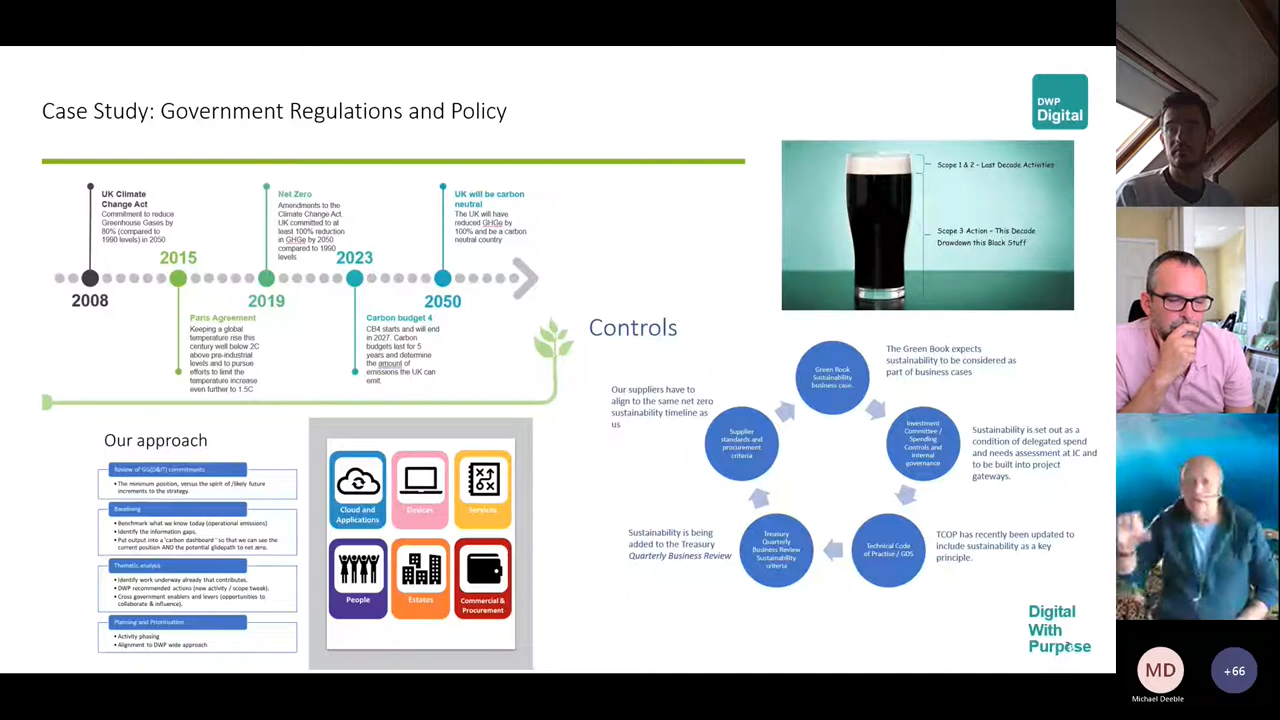 Case Study: Government Regulations and Policy
DWP
Digital
UK Climate
Change Act
Commitment to reduce
Greenhouse Gases by
80% (compared to
1990 levels) in 2050
Net Zero
Amendments to the
Climate Change Act.
UK committed to at
least 100% reduction
in GHGe by 2050
compared to 1990
levels
UK will be carbon
neutral
The UK will have
reduced GHGe by
100% and be a carbon
neutral country
2015
2023
2008
2019
2050
Paris Agreement
Keeping a global
temperature rise this
century well below 2C
above pre-industrial
levels and to pursue
efforts to limit the
temperature increase
even further to 1.5C
Carbon budget 4
CB4 starts and will end
in 2027. Carbon
budgets last for 5
years and determine
the amount of
emissions the UK can
emit.
Scope 1 & 2 - Last Decade Activities
Scope 3 Action - This Decade
Drawdown this Black Stuff
Our approach
Review of GG(D&IT) commitments
• The minimum position, versus the spirit of /likely future
increments to the strategy.
Baselining
• Benchmark what we know today (operational emissions)
• Identify the information gaps.
• Put output into a 'carbon dashboard' so that we can see the
current position AND the potential glidepath to net zero.
Thematic analysis
• Identify work underway already that contributes.
• DWP recommended actions (new activity / scope tweak).
• Cross government enablers and levers (opportunities to
collaborate & influence).
Planning and Prioritisation
• Activity phasing
• Alignment to DWP wide approach
Cloud and
Applications
Devices
Services
People
Estates
Commercial &
Procurement
Controls
Green Book
Sustainability
business case.
The Green Book expects
sustainability to be considered as
part of business cases
Investment
Committee /
Spending
Controls and
internal
governance
Sustainability is set out as a
condition of delegated spend
and needs assessment at IC and
to be built into project
gateways.
Technical Code
of Practise / GDS
TCOP has recently been updated to
include sustainability as a key
principle.
Treasury
Quarterly
Business Review
Sustainability
criteria
Sustainability is being
added to the Treasury
Quarterly Business Review
Supplier
standards and
procurement
criteria
Our suppliers have to
align to the same net zero
sustainability timeline as
us
Digital
With
Purpose
MD
Michael Deeble
+66